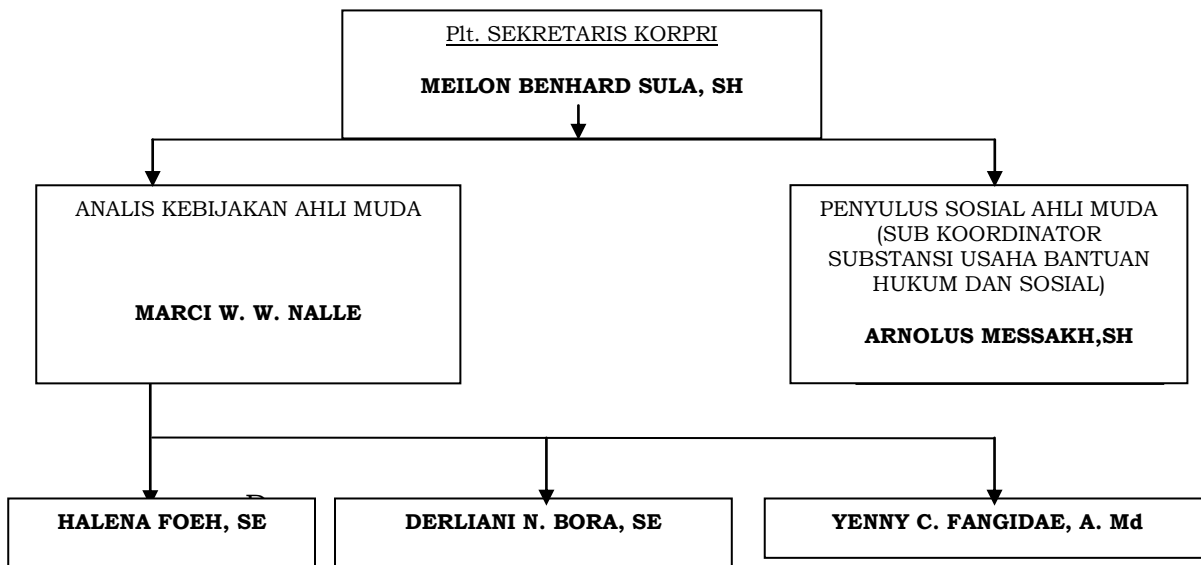 Plt. SEKRETARIS KORPRI
MEILON BENHARD SULA, SH
ANALIS KEBIJAKAN AHLI MUDA
MARCI W. W. NALLE
PENYULUS SOSIAL AHLI MUDA
(SUB KOORDINATOR
SUBSTANSI USAHA BANTUAN
HUKUM DAN SOSIAL)
ARNOLUS MESSAKH,SH
HALENA FOEH, SE
DERLIANI N. BORA, SE
YENNY C. FANGIDAE, A. Md